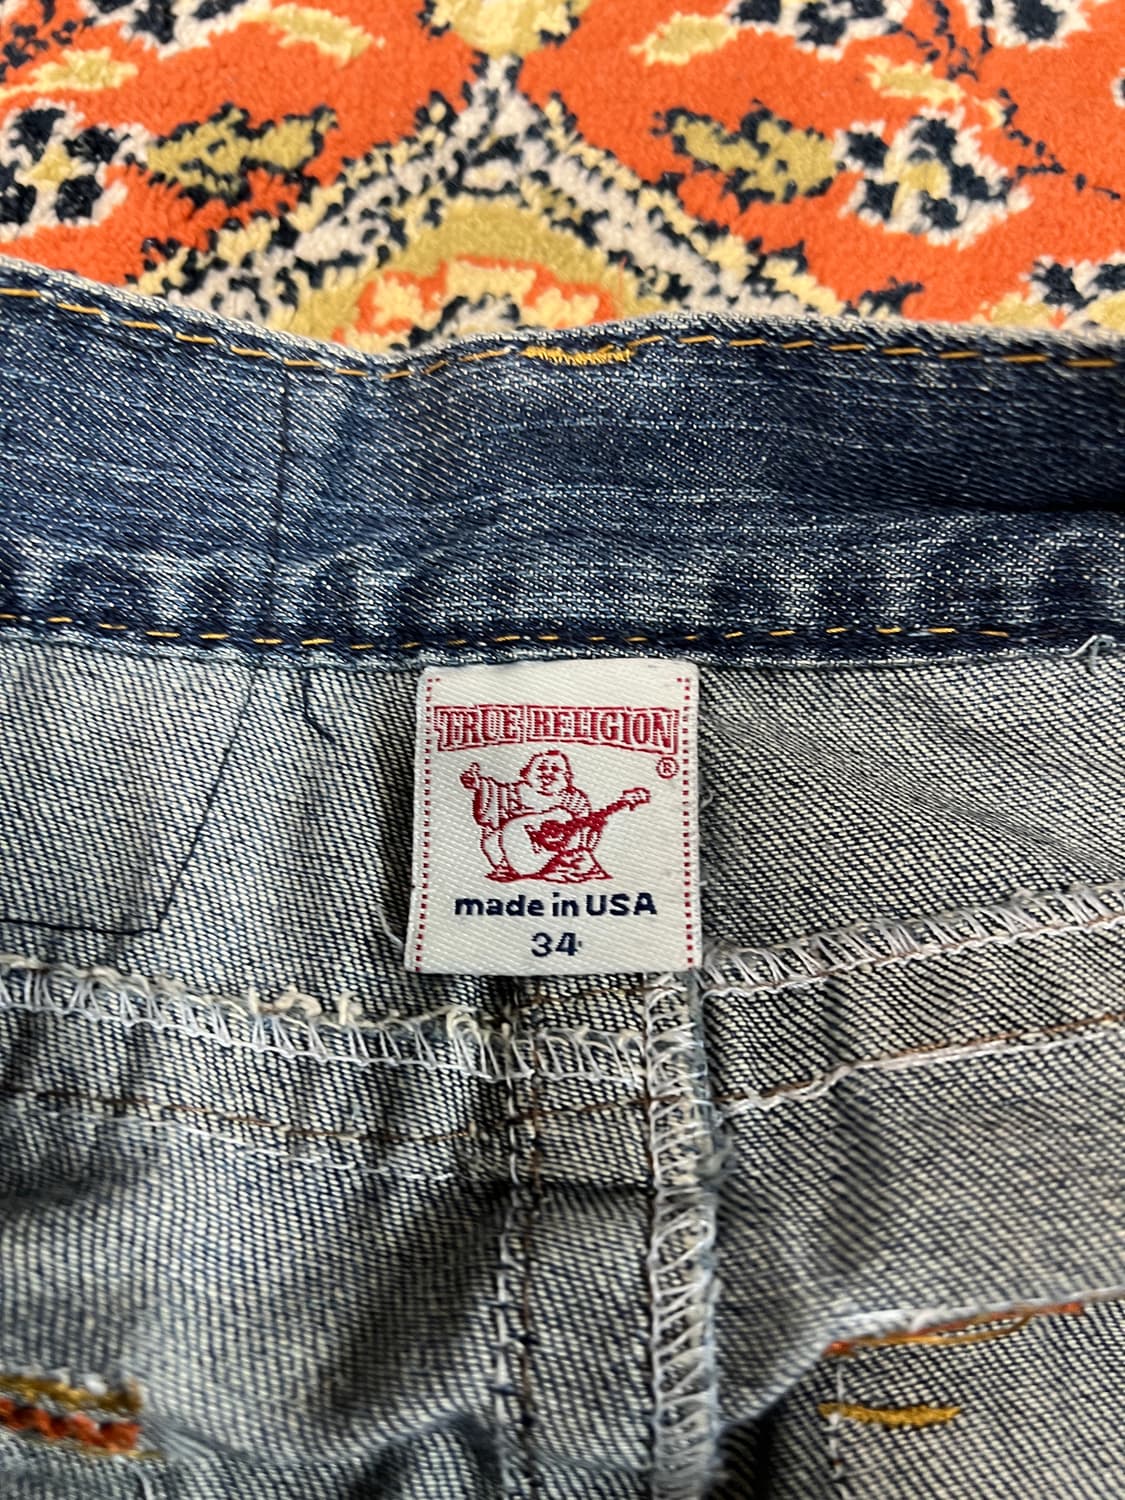 TRUE RELIGION
®
made in USA
34